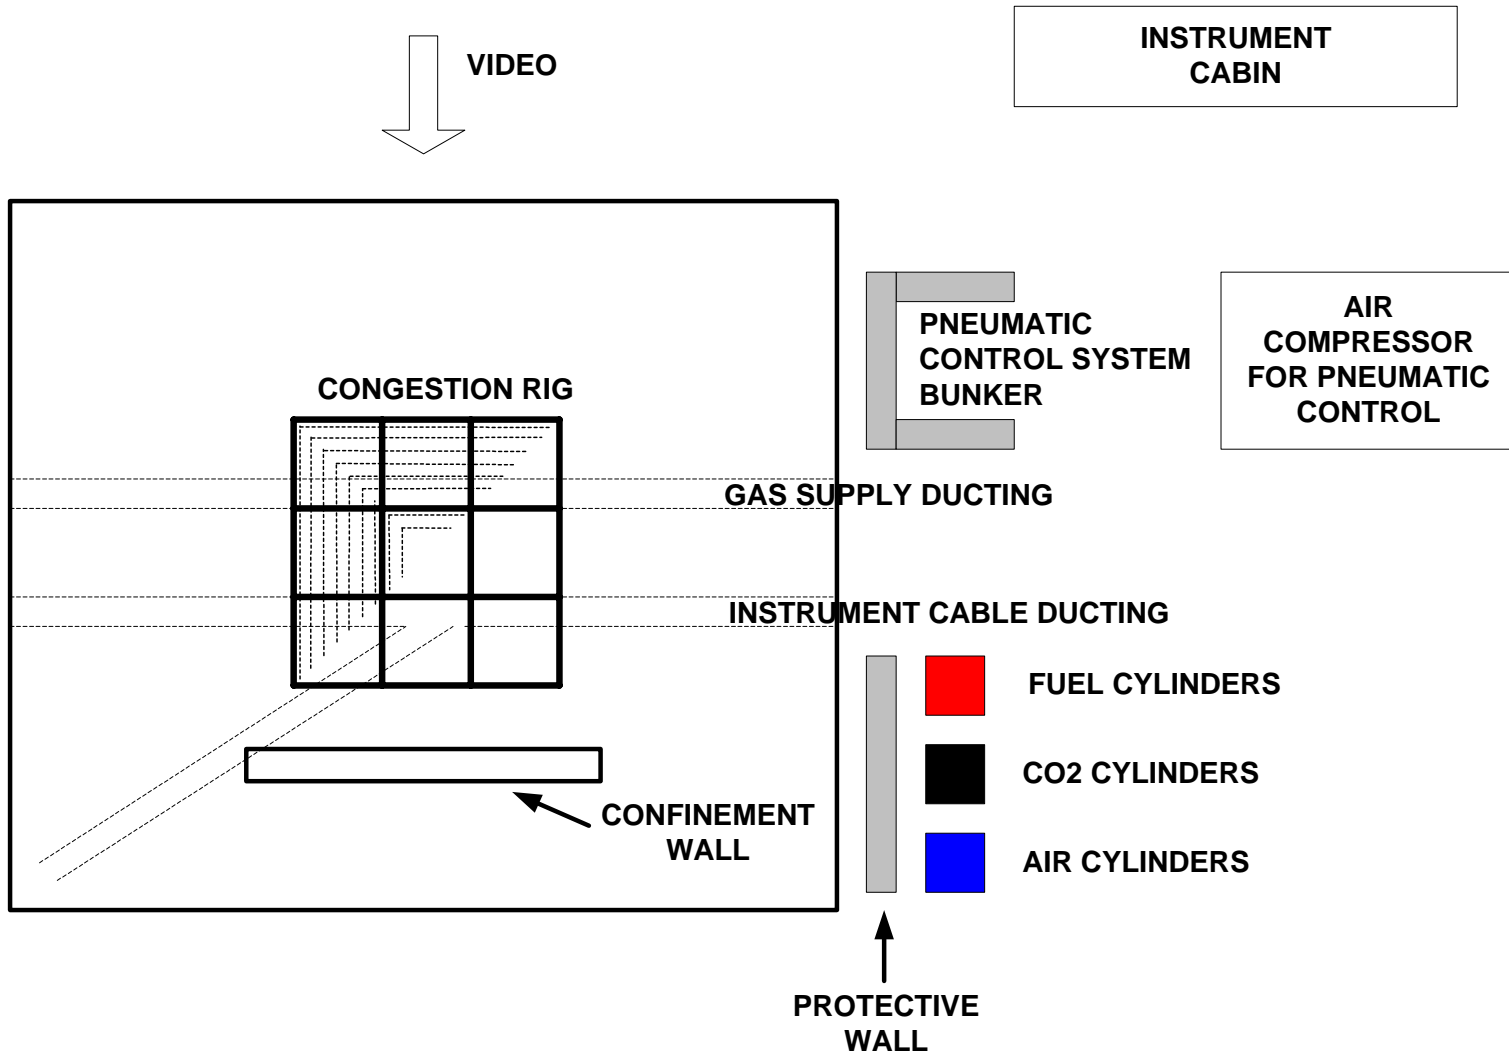 VIDEO
INSTRUMENT
CABIN
PNEUMATIC
CONTROL SYSTEM
BUNKER
AIR
COMPRESSOR
FOR PNEUMATIC
CONTROL
CONGESTION RIG
GAS SUPPLY DUCTING
INSTRUMENT CABLE DUCTING
FUEL CYLINDERS
CO2 CYLINDERS
CONFINEMENT
WALL
AIR CYLINDERS
PROTECTIVE
WALL